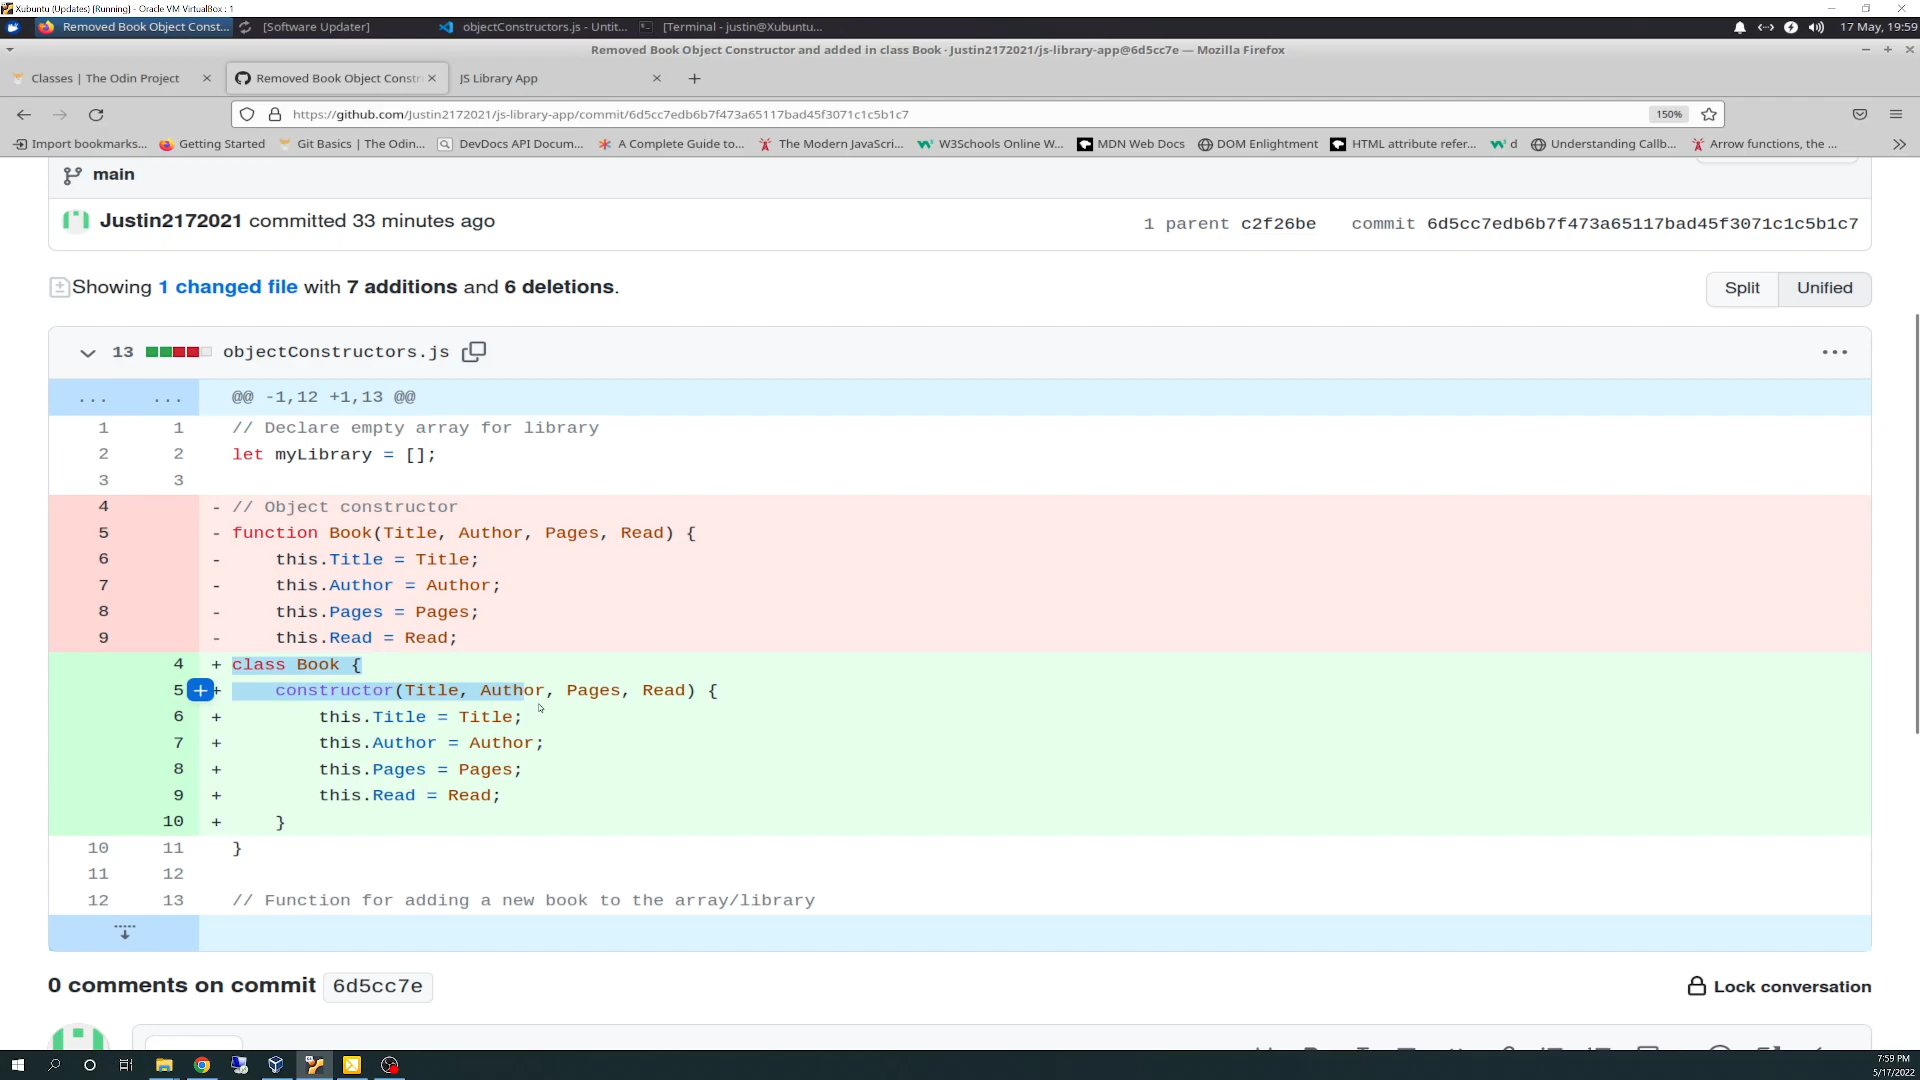 Xubuntu (Updates) [Running] - Oracle VM VirtualBox : 1
Removed Book Object Const...
[Software Updater]
objectConstructors.js - Untit...
[Terminal - justin@Xubuntu...
17 May, 19:59
Removed Book Object Constructor and added in class Book · Justin2172021/js-library-app@6d5cc7e — Mozilla Firefox
Classes | The Odin Project
Removed Book Object Constr
JS Library App
https://github.com/Justin2172021/js-library-app/commit/6d5cc7edb6b7f473a65117bad45f3071c1c5b1c7
150%
Import bookmarks...
Getting Started
Git Basics | The Odin...
DevDocs API Docum...
A Complete Guide to...
The Modern JavaScri...
W3Schools Online W...
MDN Web Docs
DOM Enlightment
HTML attribute refer...
d
Understanding Callb...
Arrow functions, the ...
main
Justin2172021 committed 33 minutes ago
1 parent c2f26be commit 6d5cc7edb6b7f473a65117bad45f3071c1c5b1c7
Showing 1 changed file with 7 additions and 6 deletions.
Split Unified
13 objectConstructors.js
... ... @@ -1,12 +1,13 @@
1 1 // Declare empty array for library
2 2 let myLibrary = [];
3 3
4 - // Object constructor
5 - function Book(Title, Author, Pages, Read) {
6 - this.Title = Title;
7 - this.Author = Author;
8 - this.Pages = Pages;
9 - this.Read = Read;
4 + class Book {
5 + constructor(Title, Author, Pages, Read) {
6 + this.Title = Title;
7 + this.Author = Author;
8 + this.Pages = Pages;
9 + this.Read = Read;
10 + }
10 11 }
11 12
12 13 // Function for adding a new book to the array/library
0 comments on commit 6d5cc7e
Lock conversation
7:59 PM
5/17/2022